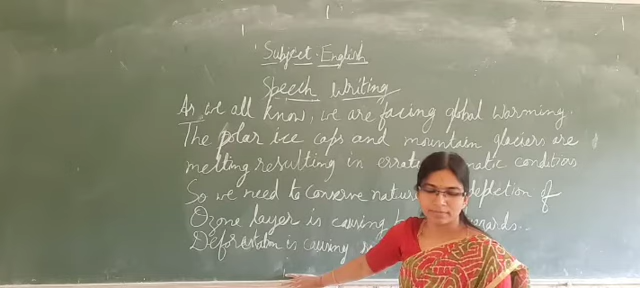 Subject - English
Speech Writing
As we all know, we are facing global warming.
The polar ice caps and mountain glaciers are
melting resulting in erratic conditions
So we need to conserve depletion of
Ozone layer is causing
Deforestation is causing